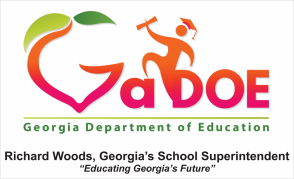 GaDOE
Georgia Department of Education
Richard Woods, Georgia's School Superintendent
"Educating Georgia's Future"